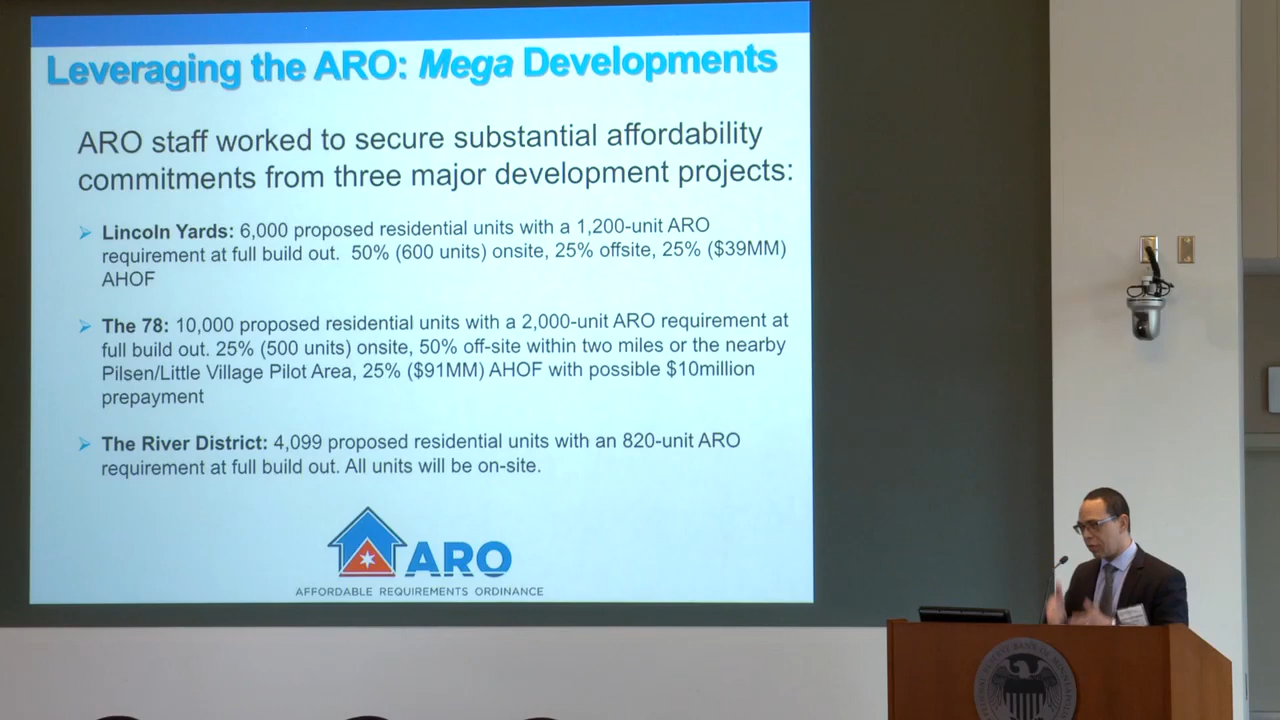 Leveraging the ARO: Mega Developments
ARO staff worked to secure substantial affordability
commitments from three major development projects:
Lincoln Yards: 6,000 proposed residential units with a 1,200-unit ARO
requirement at full build out. 50% (600 units) onsite, 25% offsite, 25% ($39MM)
AHOF
The 78: 10,000 proposed residential units with a 2,000-unit ARO requirement at
full build out. 25% (500 units) onsite, 50% off-site within two miles or the nearby
Pilsen/Little Village Pilot Area, 25% ($91MM) AHOF with possible $10million
prepayment
The River District: 4,099 proposed residential units with an 820-unit ARO
requirement at full build out. All units will be on-site.
ARO
AFFORDABLE REQUIREMENTS ORDINANCE
FEDERAL RESERVE BANK OF MINNEAPOLIS